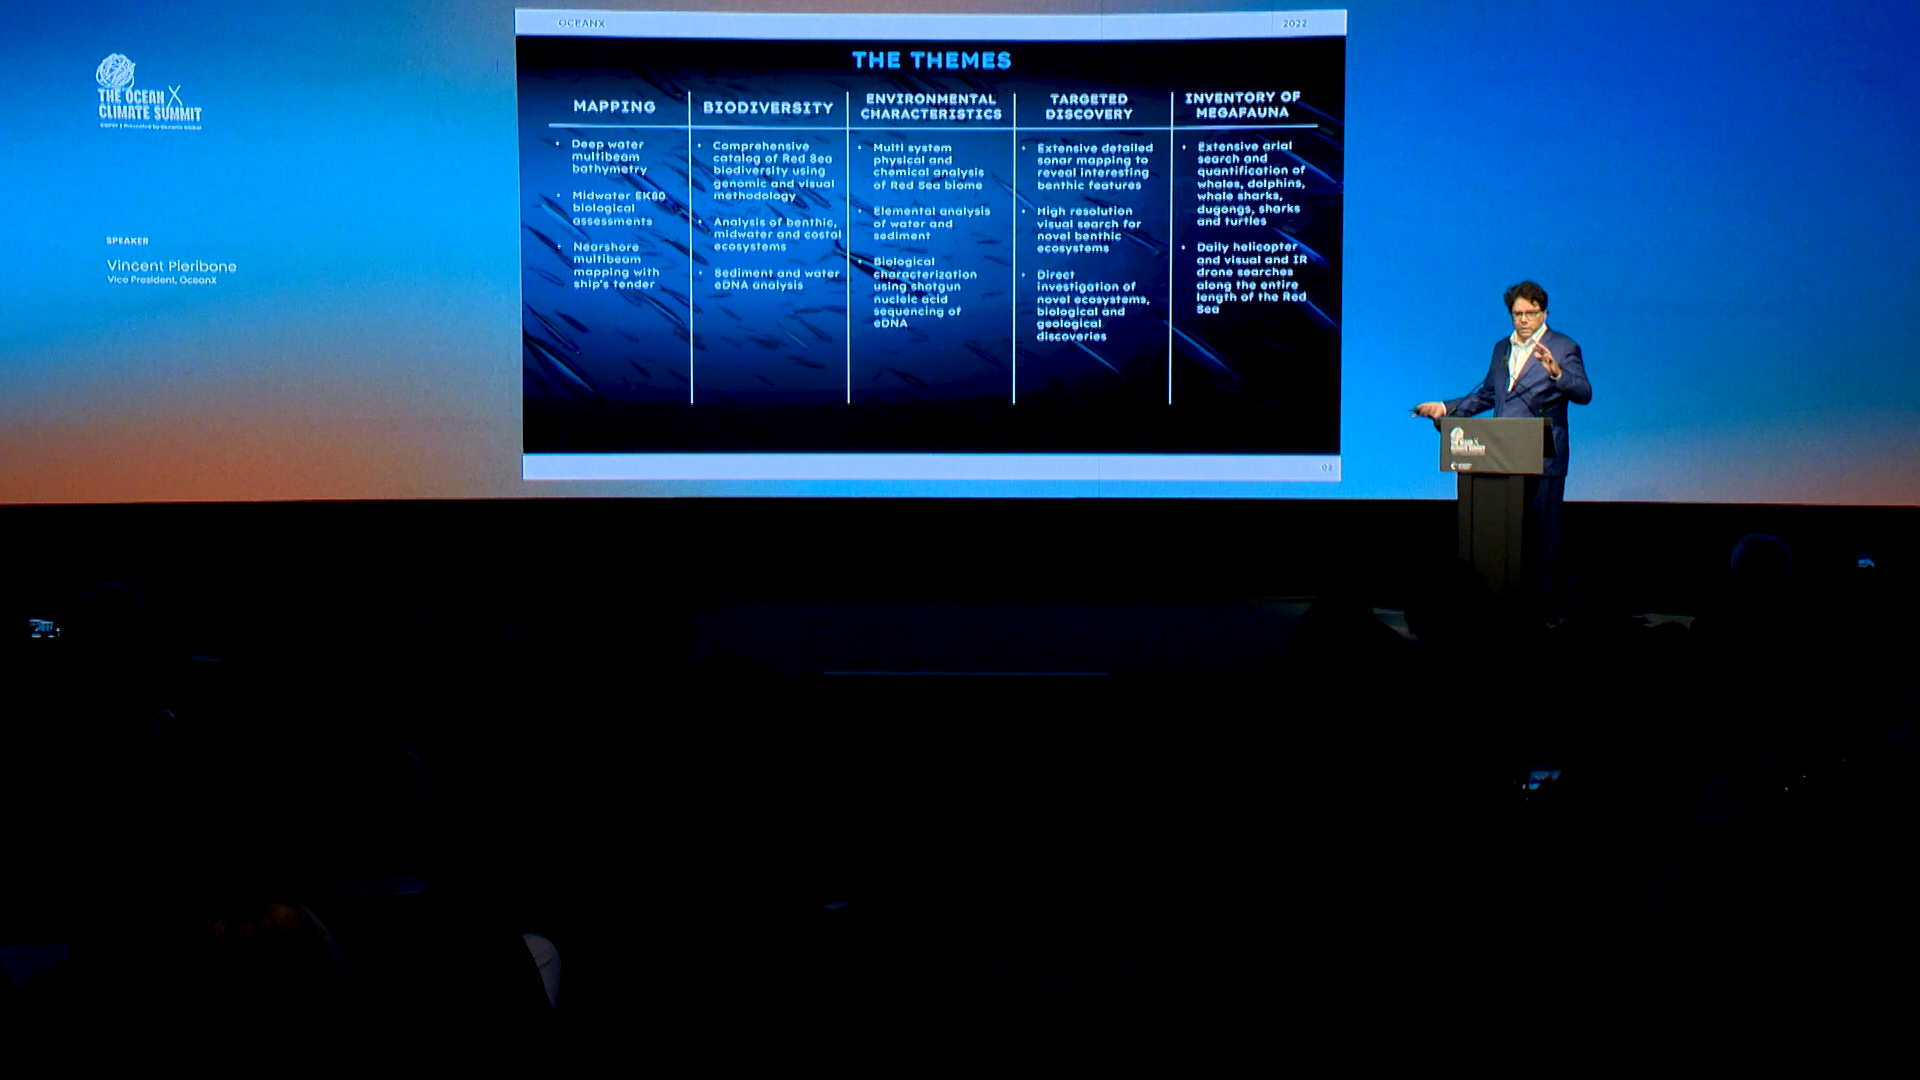 THE OCEAN X
CLIMATE SUMMIT
SPEAKER
Vincent Pieribone
Vice President, OceanX
OCEANX
2022
THE THEMES
MAPPING
• Deep water
multibeam
bathymetry
• Midwater EK80
biological
assessments
• Nearshore
multibeam
mapping with
ship's tender
BIODIVERSITY
• Comprehensive
catalog of Red Sea
biodiversity using
genomic and visual
methodology
• Analysis of benthic,
midwater and costal
ecosystems
• Sediment and water
eDNA analysis
ENVIRONMENTAL
CHARACTERISTICS
• Multi system
physical and
chemical analysis
of Red Sea biome
• Elemental analysis
of water and
sediment
• Biological
characterization
using shotgun
nucleic acid
sequencing of
eDNA
TARGETED
DISCOVERY
• Extensive detailed
sonar mapping to
reveal interesting
benthic features
• High resolution
visual search for
novel benthic
ecosystems
• Direct
investigation of
novel ecosystems,
biological and
geological
discoveries
INVENTORY OF
MEGAFAUNA
• Extensive arial
search and
quantification of
whales, dolphins,
whale sharks,
dugongs, sharks
and turtles
• Daily helicopter
and visual and IR
drone searches
along the entire
length of the Red
Sea
02